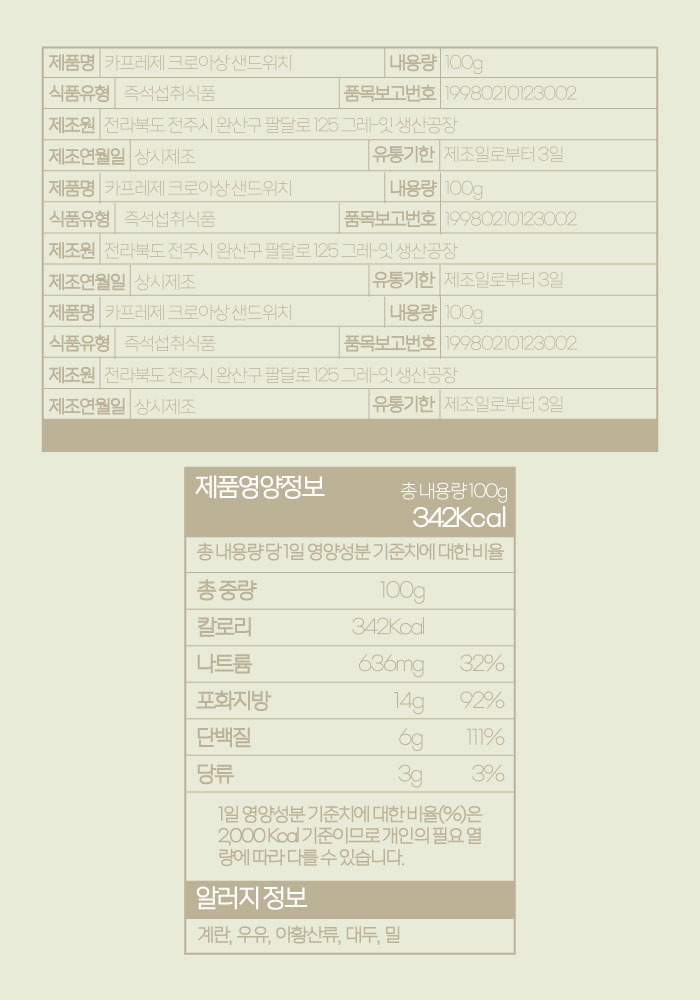 제품명 카프레제 크로아상 샌드위치 내용량 100g
식품유형 즉석섭취식품 품목보고번호 19980210123002
제조원 전라북도 전주시 완산구 팔달로 125 그레-잇 생산공장
제조연월일 상시제조 유통기한 제조일로부터 3일
제품명 카프레제 크로아상 샌드위치 내용량 100g
식품유형 즉석섭취식품 품목보고번호 19980210123002
제조원 전라북도 전주시 완산구 팔달로 125 그레-잇 생산공장
제조연월일 상시제조 유통기한 제조일로부터 3일
제품명 카프레제 크로아상 샌드위치 내용량 100g
식품유형 즉석섭취식품 품목보고번호 19980210123002
제조원 전라북도 전주시 완산구 팔달로 125 그레-잇 생산공장
제조연월일 상시제조 유통기한 제조일로부터 3일
제품영양정보 총 내용량 100g
342Kcal
총 내용량 당 1일 영양성분 기준치에 대한 비율
총 중량 100g
칼로리 342Kcal
나트륨 636mg 32%
포화지방 14g 92%
단백질 6g 111%
당류 3g 3%
1일 영양성분 기준치에 대한 비율(%)은
2,000 Kcal 기준이므로 개인의 필요 열
량에 따라 다를 수 있습니다.
알러지 정보
계란, 우유, 아황산류, 대두, 밀